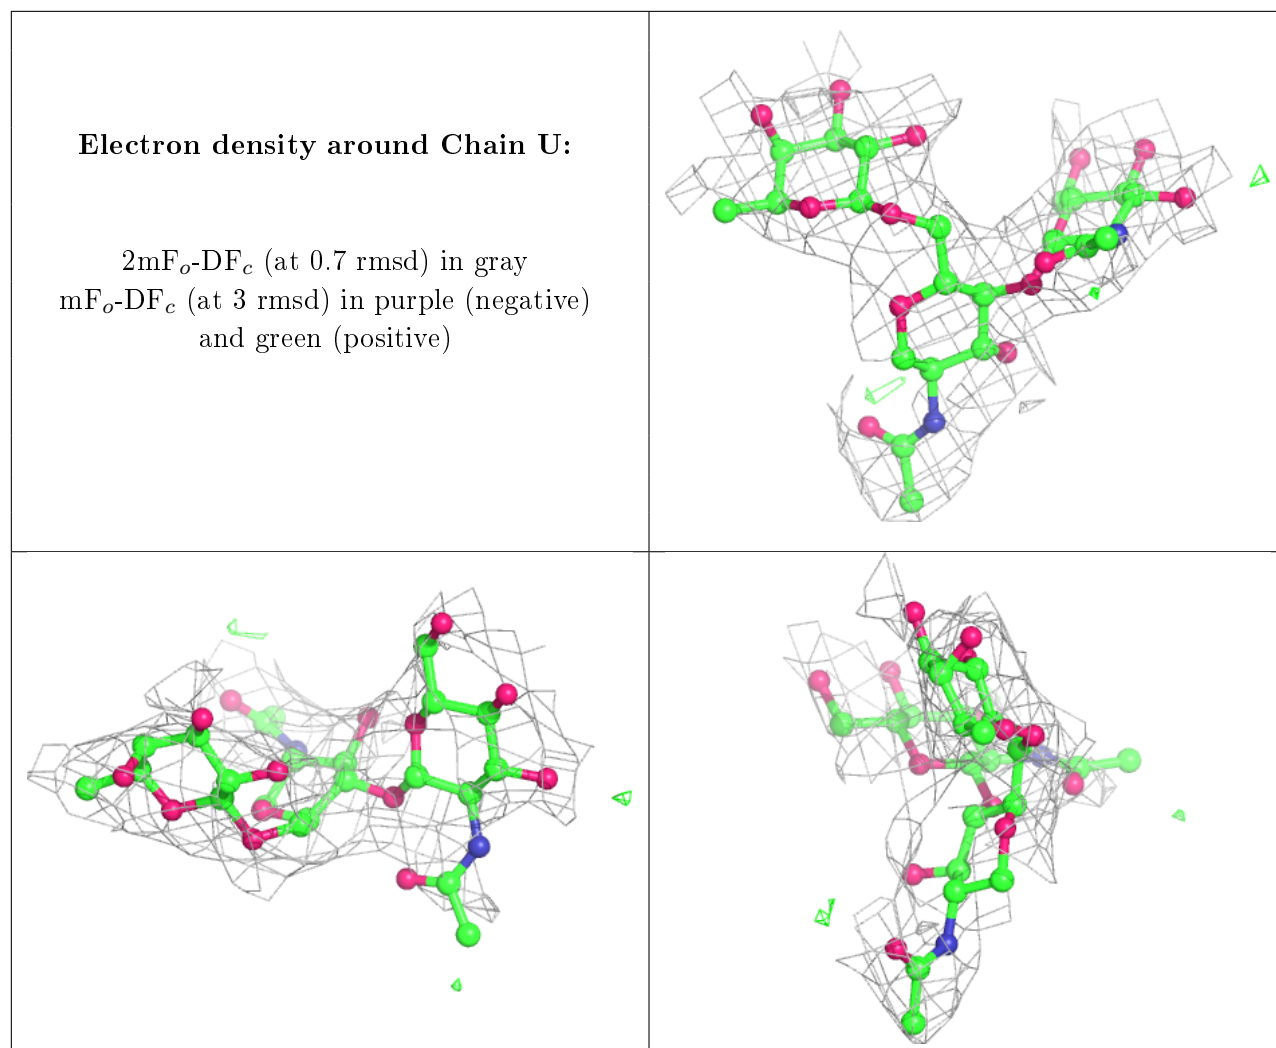 Electron density around Chain U:
2mFo-DFc (at 0.7 rmsd) in gray
mFo-DFc (at 3 rmsd) in purple (negative)
and green (positive)